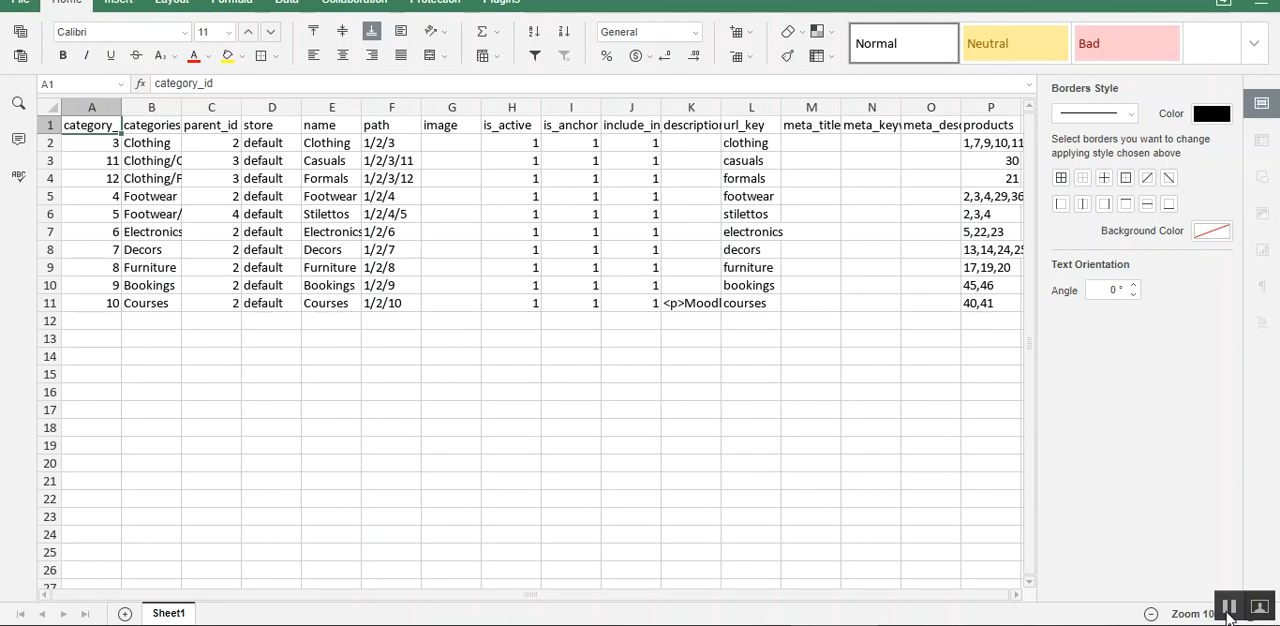 File Home Insert Layout Formula Data Collaboration Protection Plugins
Calibri 11 General Normal Neutral Bad
A1 fx category_id
A B C D E F G H I J K L M N O P
1 category_ categories parent_id store name path image is_active is_anchor include_in description url_key meta_title meta_key meta_desc products
2 3 Clothing 2 default Clothing 1/2/3 1 1 1 clothing 1,7,9,10,11
3 11 Clothing/C 3 default Casuals 1/2/3/11 1 1 1 casuals 30
4 12 Clothing/F 3 default Formals 1/2/3/12 1 1 1 formals 21
5 4 Footwear 2 default Footwear 1/2/4 1 1 1 footwear 2,3,4,29,36
6 5 Footwear/ 4 default Stilettos 1/2/4/5 1 1 1 stilettos 2,3,4
7 6 Electronics 2 default Electronics 1/2/6 1 1 1 electronics 5,22,23
8 7 Decors 2 default Decors 1/2/7 1 1 1 decors 13,14,24,25
9 8 Furniture 2 default Furniture 1/2/8 1 1 1 furniture 17,19,20
10 9 Bookings 2 default Bookings 1/2/9 1 1 1 bookings 45,46
11 10 Courses 2 default Courses 1/2/10 1 1 1 <p>Moodl courses 40,41
12
13
14
15
16
17
18
19
20
21
22
23
24
25
26
27
Borders Style
Color
Select borders you want to change
applying style chosen above
Background Color
Text Orientation
Angle 0 °
Sheet1
Zoom 10